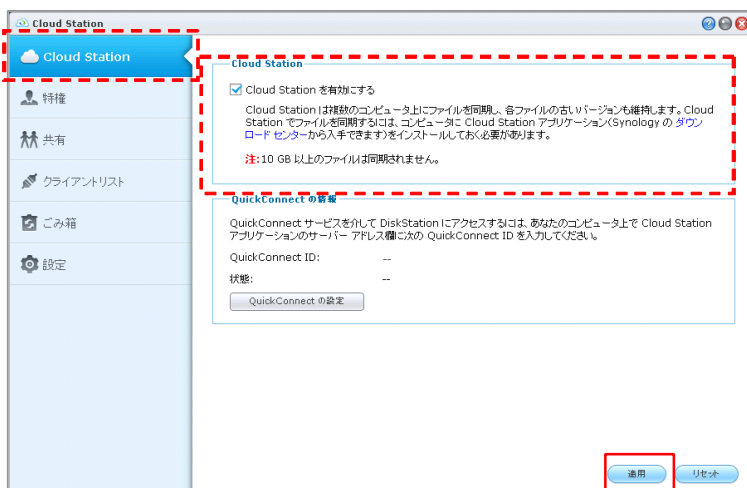 Cloud Station
Cloud Station
特権
共有
クライアントリスト
ごみ箱
設定
Cloud Station
Cloud Station を有効にする
Cloud Station は複数のコンピュータ上にファイルを同期し、各ファイルの古いバージョンも維持します。Cloud
Station でファイルを同期するには、コンピュータに Cloud Station アプリケーション(Synology の ダウン
ロード センターから入手できます)をインストールしておく必要があります。
注:10 GB 以上のファイルは同期されません。
QuickConnect の情報
QuickConnect サービスを介して DiskStation にアクセスするには、あなたのコンピュータ上で Cloud Station
アプリケーションのサーバー アドレス欄に次の QuickConnect ID を入力してください。
QuickConnect ID: --
状態: --
QuickConnect の設定
適用 リセット